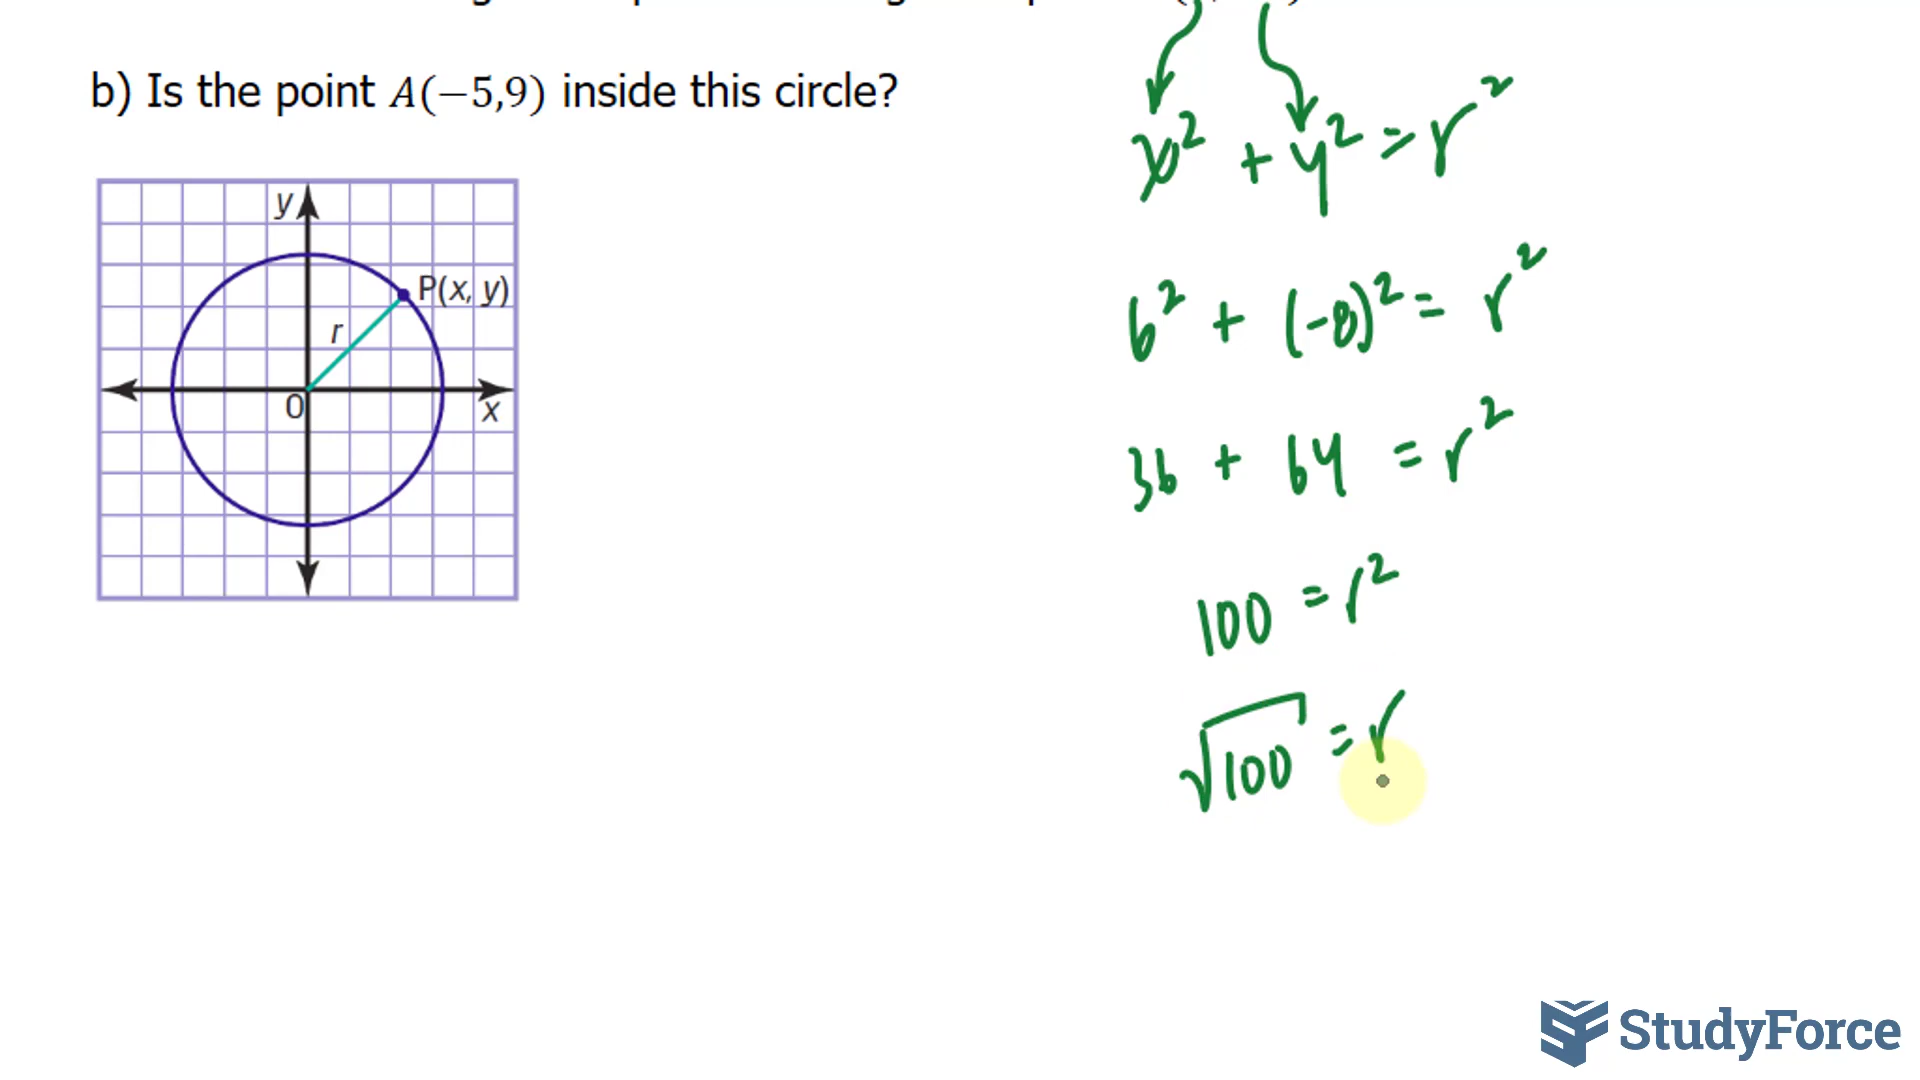 b) Is the point A(−5,9) inside this circle?
x² + y² = r²
y
P(x, y)
r
6² + (-8)² = r²
0
x
36 + 64 = r²
100 = r²
√100 = r
StudyForce